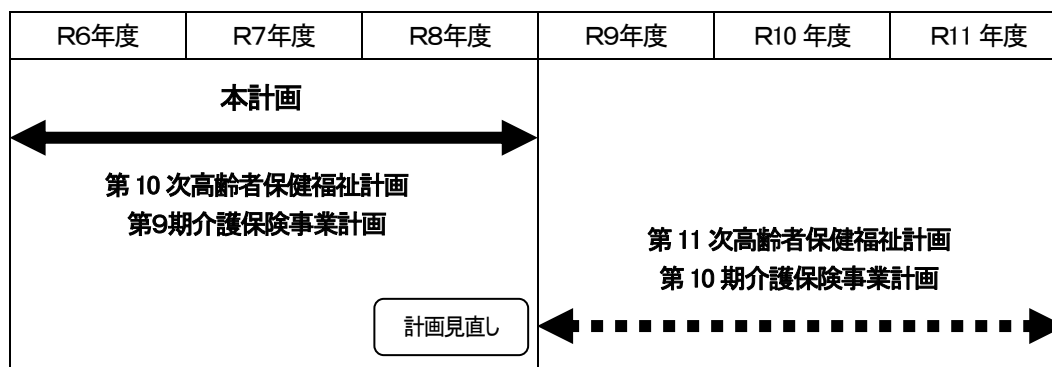 R6年度 R7年度 R8年度 R9年度 R10 年度 R11 年度
本計画
第 10 次高齢者保健福祉計画
第9期介護保険事業計画
第 11 次高齢者保健福祉計画
第 10 期介護保険事業計画
計画見直し